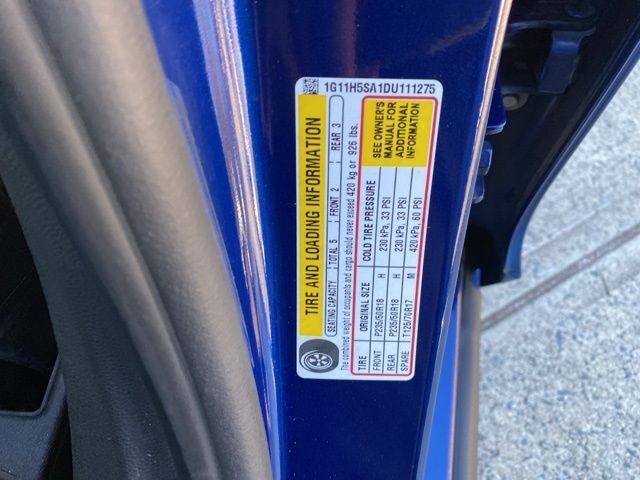 1G11H5SA1DU111275
TIRE AND LOADING INFORMATION
SEATING CAPACITY TOTAL 5 FRONT 2 REAR 3
The combined weight of occupants and cargo should never exceed 420 kg or 926 lbs.
TIRE ORIGINAL SIZE COLD TIRE PRESSURE
FRONT P235/50R18 H 230 kPa, 33 PSI
REAR P235/50R18 H 230 kPa, 33 PSI
SPARE T125/70R17 M 420 kPa, 60 PSI
SEE OWNER'S
MANUAL FOR
ADDITIONAL
INFORMATION